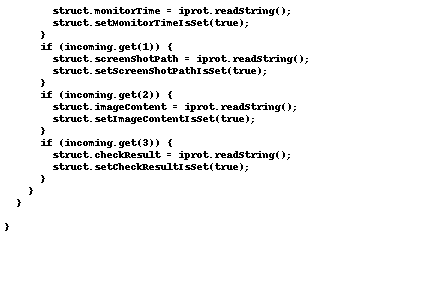 struct.monitorTime = iprot.readString();
        struct.setMonitorTimeIsSet(true);
      }
      if (incoming.get(1)) {
        struct.screenShotPath = iprot.readString();
        struct.setScreenShotPathIsSet(true);
      }
      if (incoming.get(2)) {
        struct.imageContent = iprot.readString();
        struct.setImageContentIsSet(true);
      }
      if (incoming.get(3)) {
        struct.checkResult = iprot.readString();
        struct.setCheckResultIsSet(true);
      }
    }
  }
}